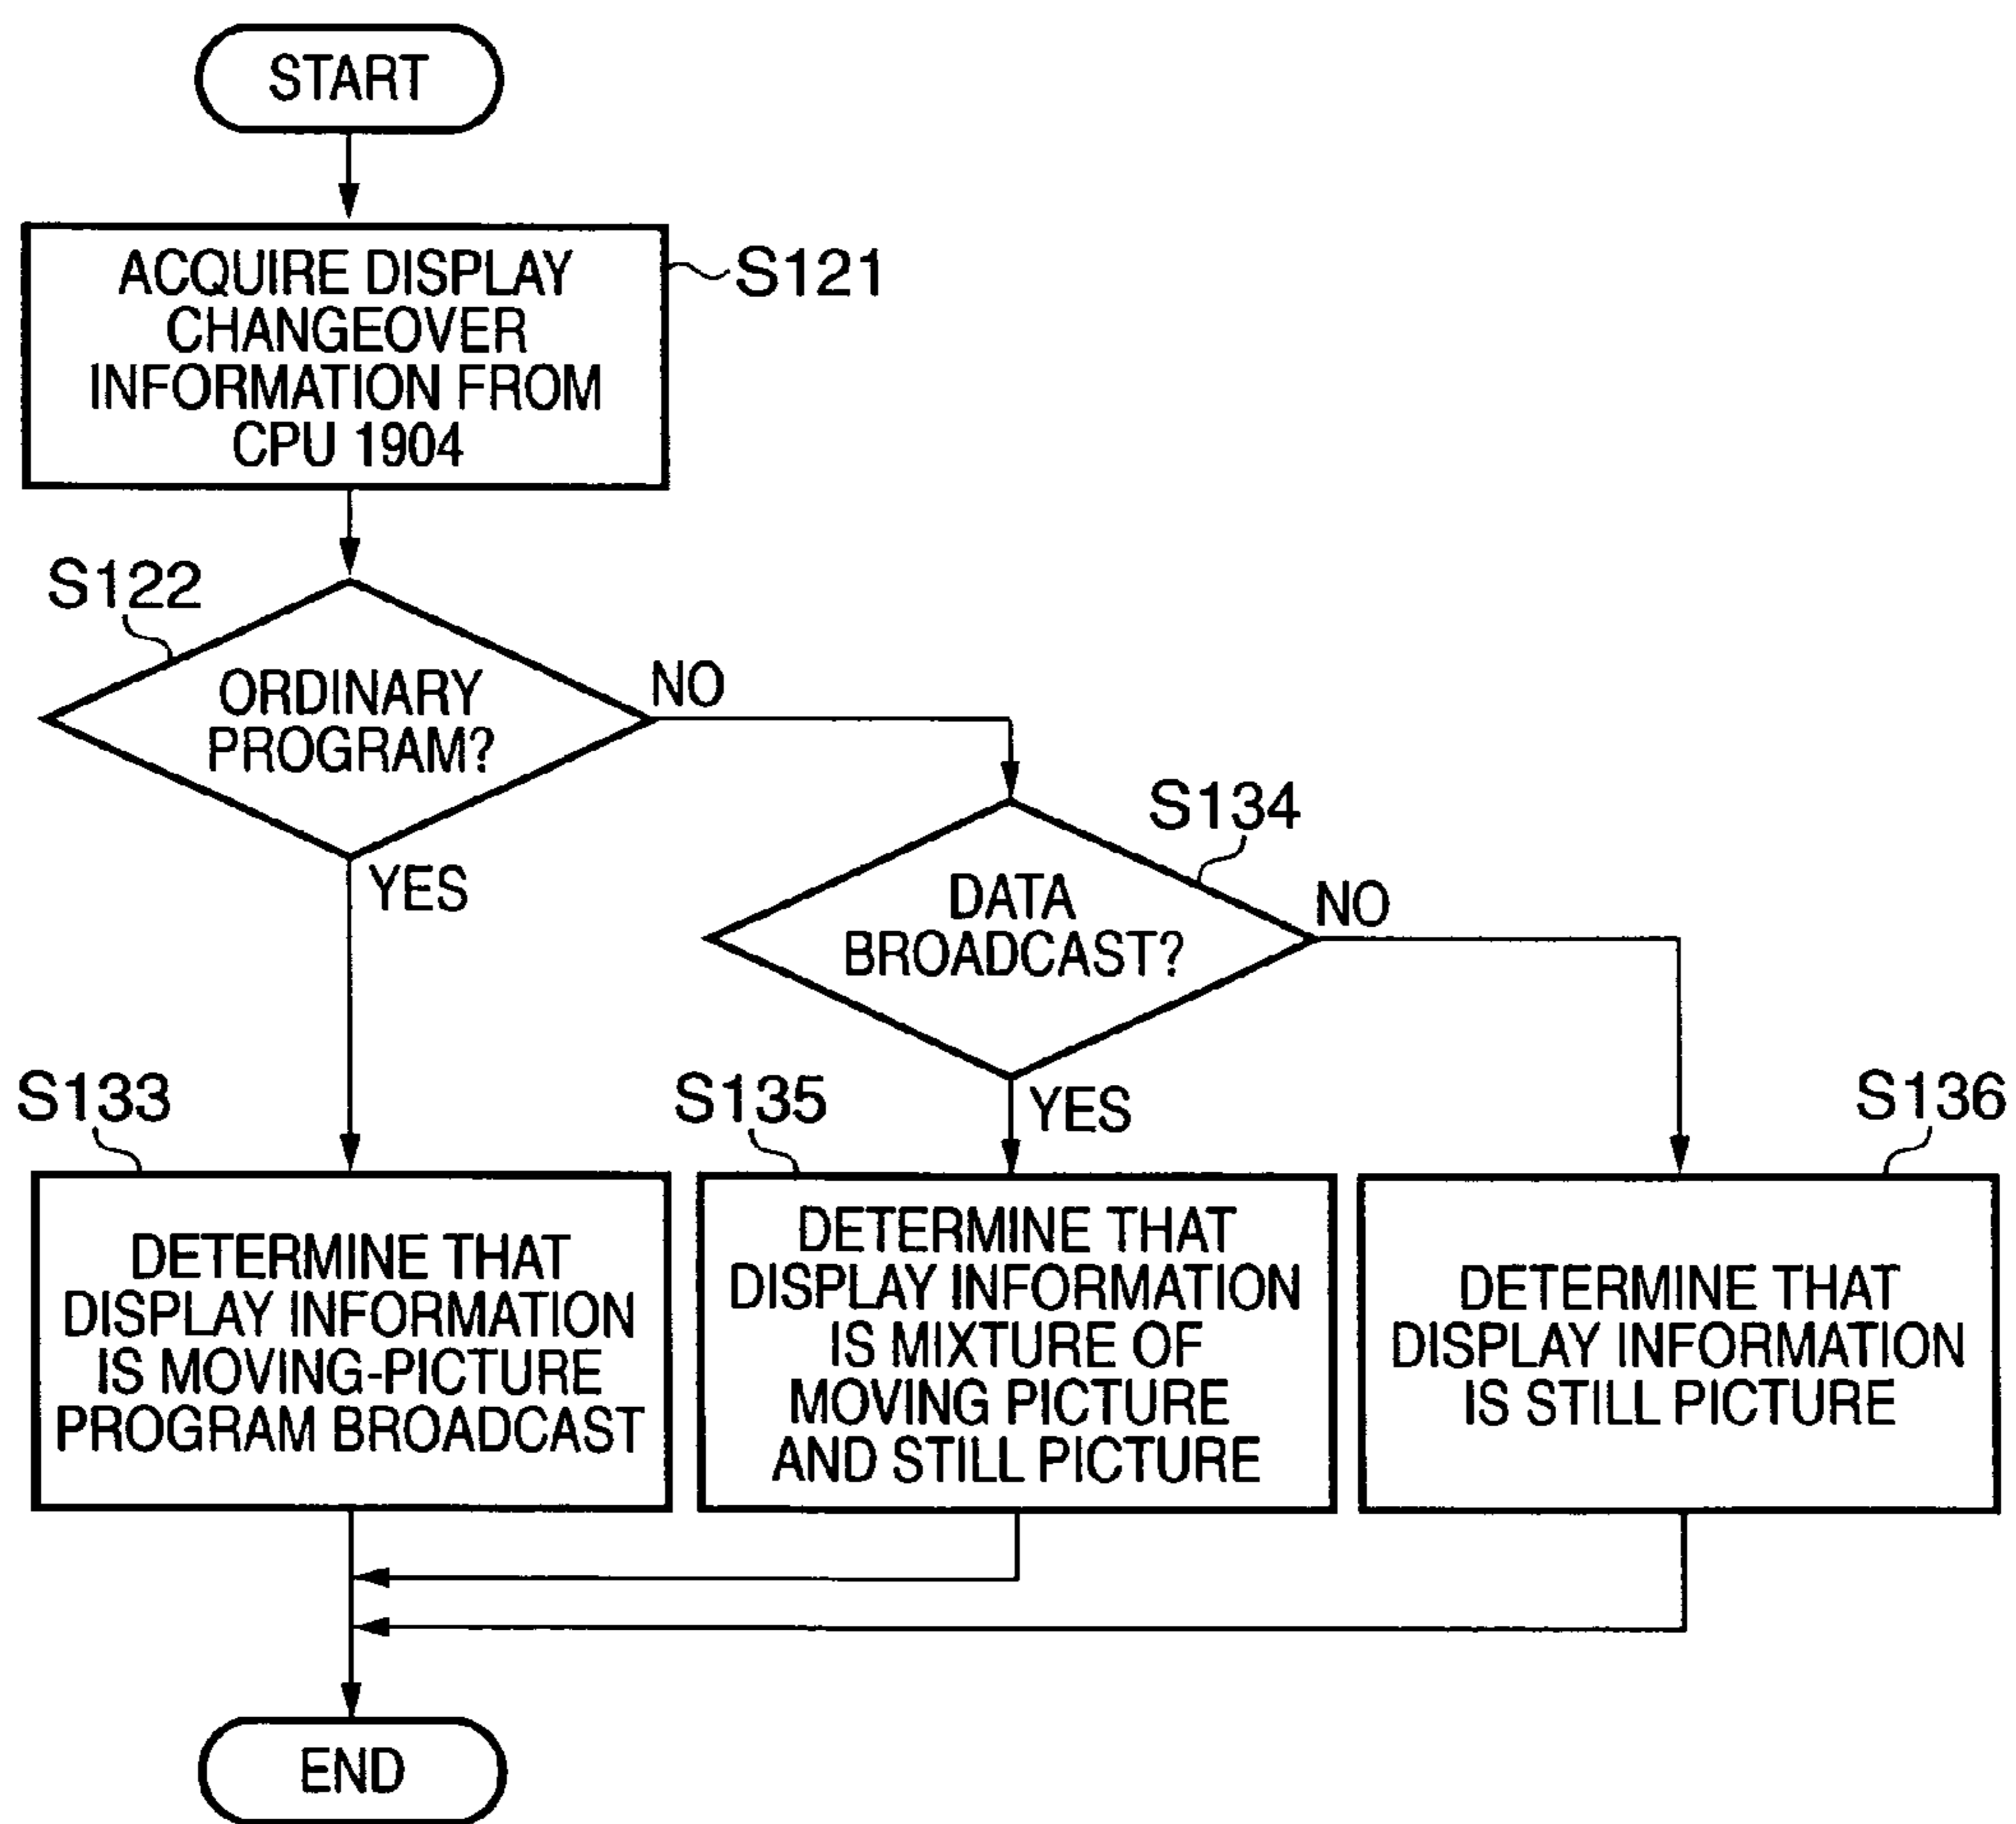 START
ACQUIRE DISPLAY
CHANGEOVER
INFORMATION FROM
CPU 1904
S121
S122
ORDINARY
PROGRAM?
NO
YES
S134
DATA
BROADCAST?
NO
YES
S133
DETERMINE THAT
DISPLAY INFORMATION
IS MOVING-PICTURE
PROGRAM BROADCAST
S135
DETERMINE THAT
DISPLAY INFORMATION
IS MIXTURE OF
MOVING PICTURE
AND STILL PICTURE
S136
DETERMINE THAT
DISPLAY INFORMATION
IS STILL PICTURE
END